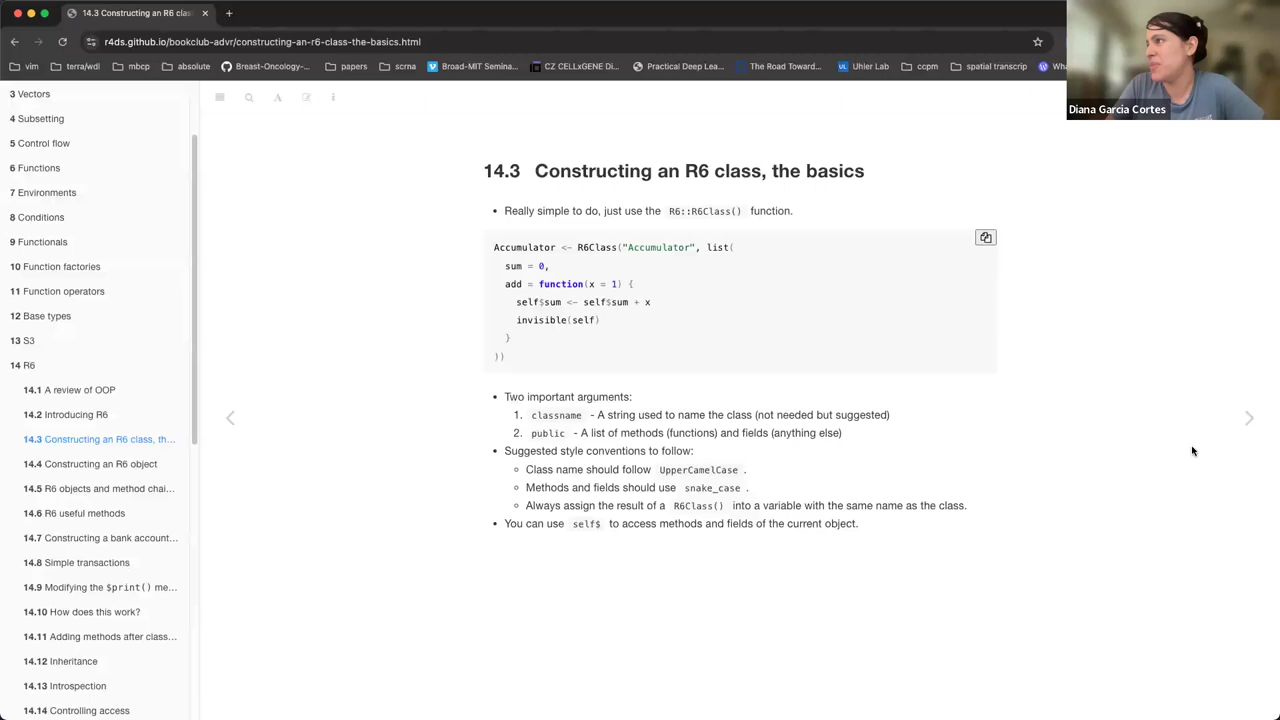 14.3 Constructing an R6 clas
r4ds.github.io/bookclub-advr/constructing-an-r6-class-the-basics.html
vim
terra/wdl
mbcp
absolute
Breast-Oncology-...
papers
scrna
Broad-MIT Semina...
CZ CELLxGENE Di...
Practical Deep Lear...
The Road Toward...
Uhler Lab
ccpm
spatial transcrip
Wha
Diana Garcia Cortes
3 Vectors
4 Subsetting
5 Control flow
6 Functions
7 Environments
8 Conditions
9 Functionals
10 Function factories
11 Function operators
12 Base types
13 S3
14 R6
14.1 A review of OOP
14.2 Introducing R6
14.3 Constructing an R6 class, th...
14.4 Constructing an R6 object
14.5 R6 objects and method chai...
14.6 R6 useful methods
14.7 Constructing a bank account...
14.8 Simple transactions
14.9 Modifying the $print() me...
14.10 How does this work?
14.11 Adding methods after class...
14.12 Inheritance
14.13 Introspection
14.14 Controlling access
14.3 Constructing an R6 class, the basics
• Really simple to do, just use the R6::R6Class() function.
Accumulator <- R6Class("Accumulator", list(
sum = 0,
add = function(x = 1) {
self$sum <- self$sum + x
invisible(self)
}
))
• Two important arguments:
1. classname - A string used to name the class (not needed but suggested)
2. public - A list of methods (functions) and fields (anything else)
• Suggested style conventions to follow:
◦ Class name should follow UpperCamelCase .
◦ Methods and fields should use snake_case .
◦ Always assign the result of a R6Class() into a variable with the same name as the class.
• You can use self$ to access methods and fields of the current object.